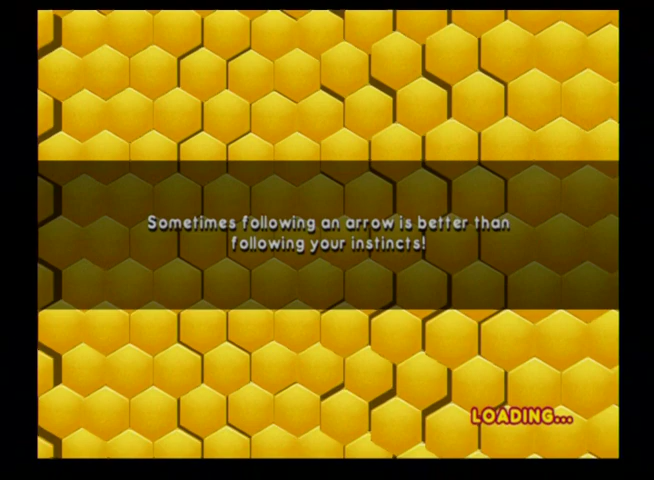 Sometimes following an arrow is better than
following your instincts!
LOADING...